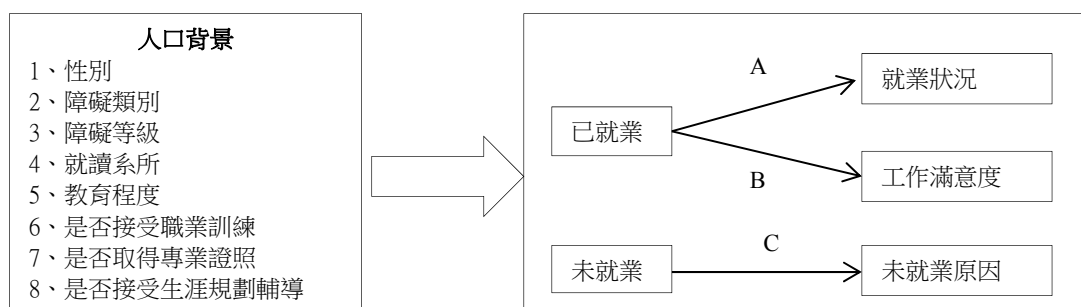 人口背景
1、性別
2、障礙類別
3、障礙等級
4、就讀系所
5、教育程度
6、是否接受職業訓練
7、是否取得專業證照
8、是否接受生涯規劃輔導
A
就業狀況
已就業
B
工作滿意度
C
未就業
未就業原因